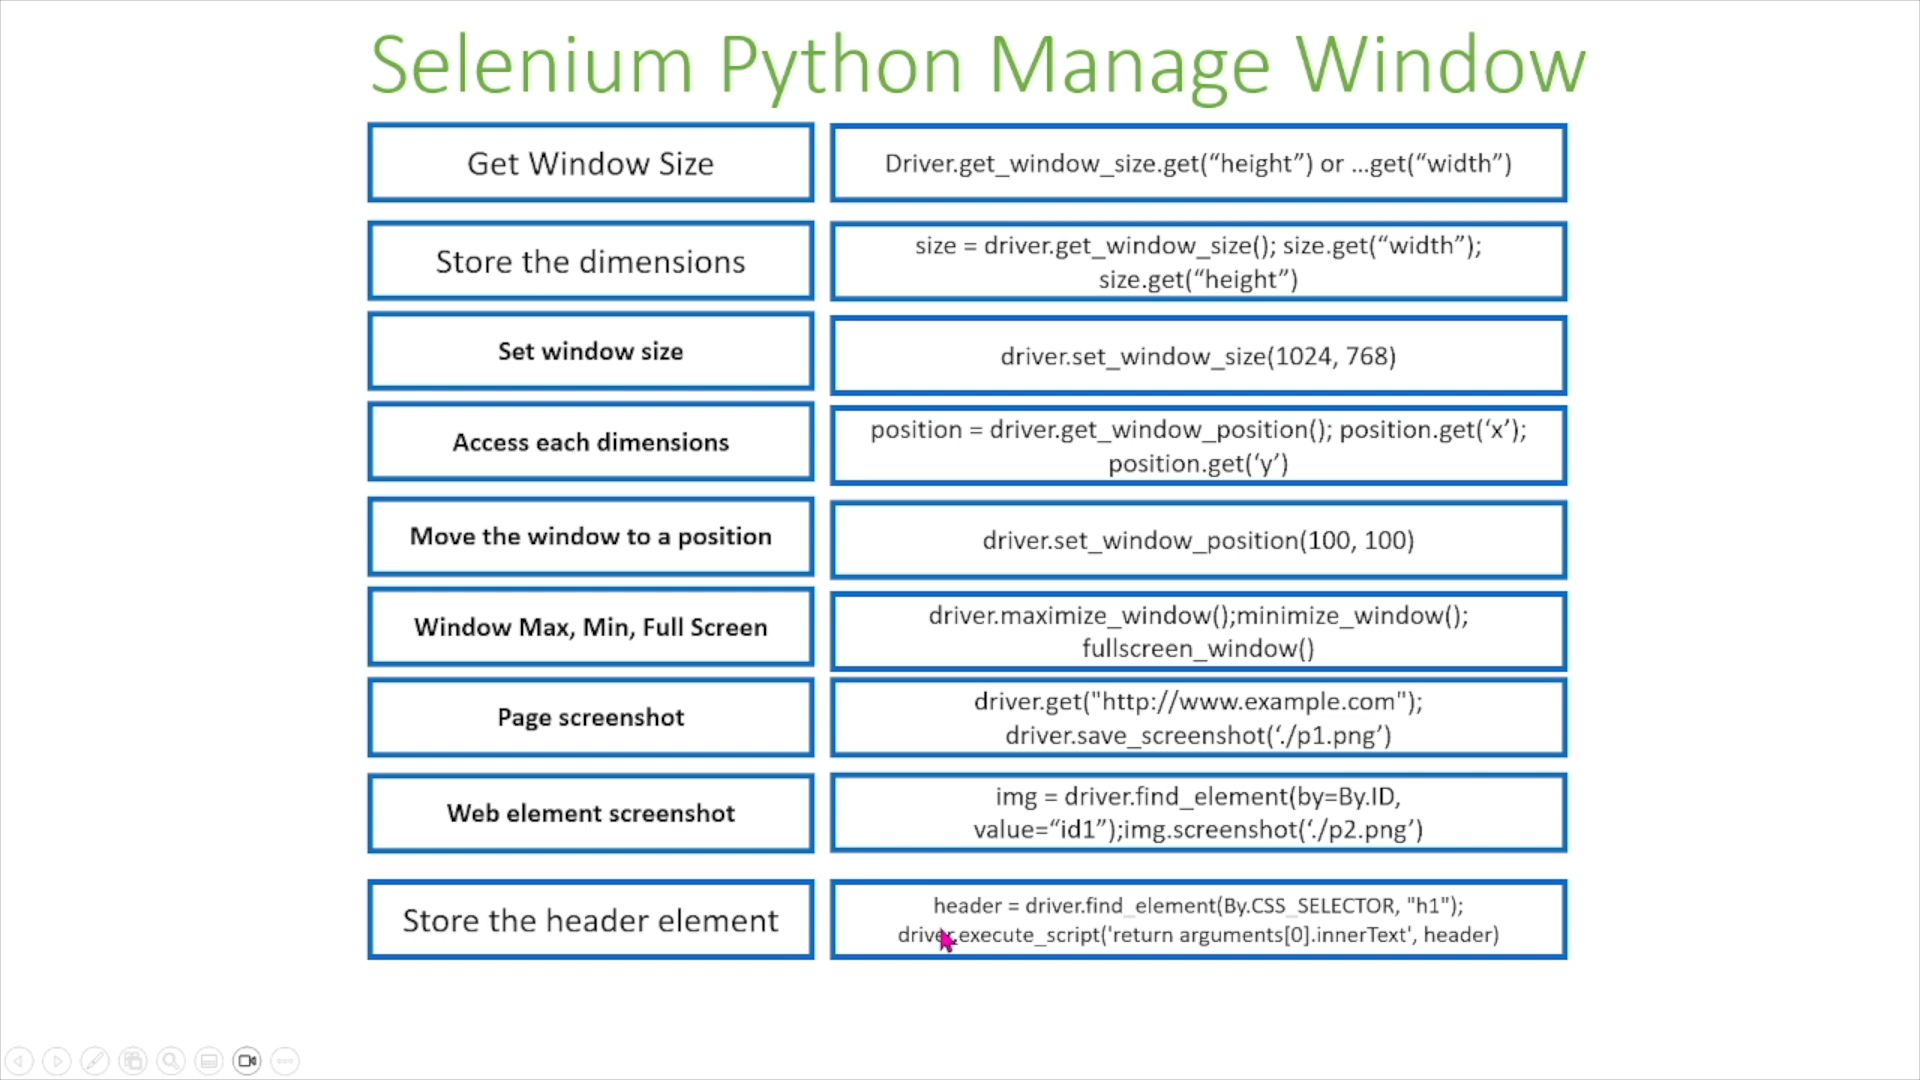 Selenium Python Manage Window
Get Window Size
Driver.get_window_size.get(“height”) or ...get(“width”)
Store the dimensions
size = driver.get_window_size(); size.get(“width”);
size.get(“height”)
Set window size
driver.set_window_size(1024, 768)
Access each dimensions
position = driver.get_window_position(); position.get(‘x’);
position.get(‘y’)
Move the window to a position
driver.set_window_position(100, 100)
Window Max, Min, Full Screen
driver.maximize_window();minimize_window();
fullscreen_window()
Page screenshot
driver.get("http://www.example.com");
driver.save_screenshot(‘./p1.png’)
Web element screenshot
img = driver.find_element(by=By.ID,
value=“id1”);img.screenshot(‘./p2.png’)
Store the header element
header = driver.find_element(By.CSS_SELECTOR, "h1");
driver.execute_script('return arguments[0].innerText', header)